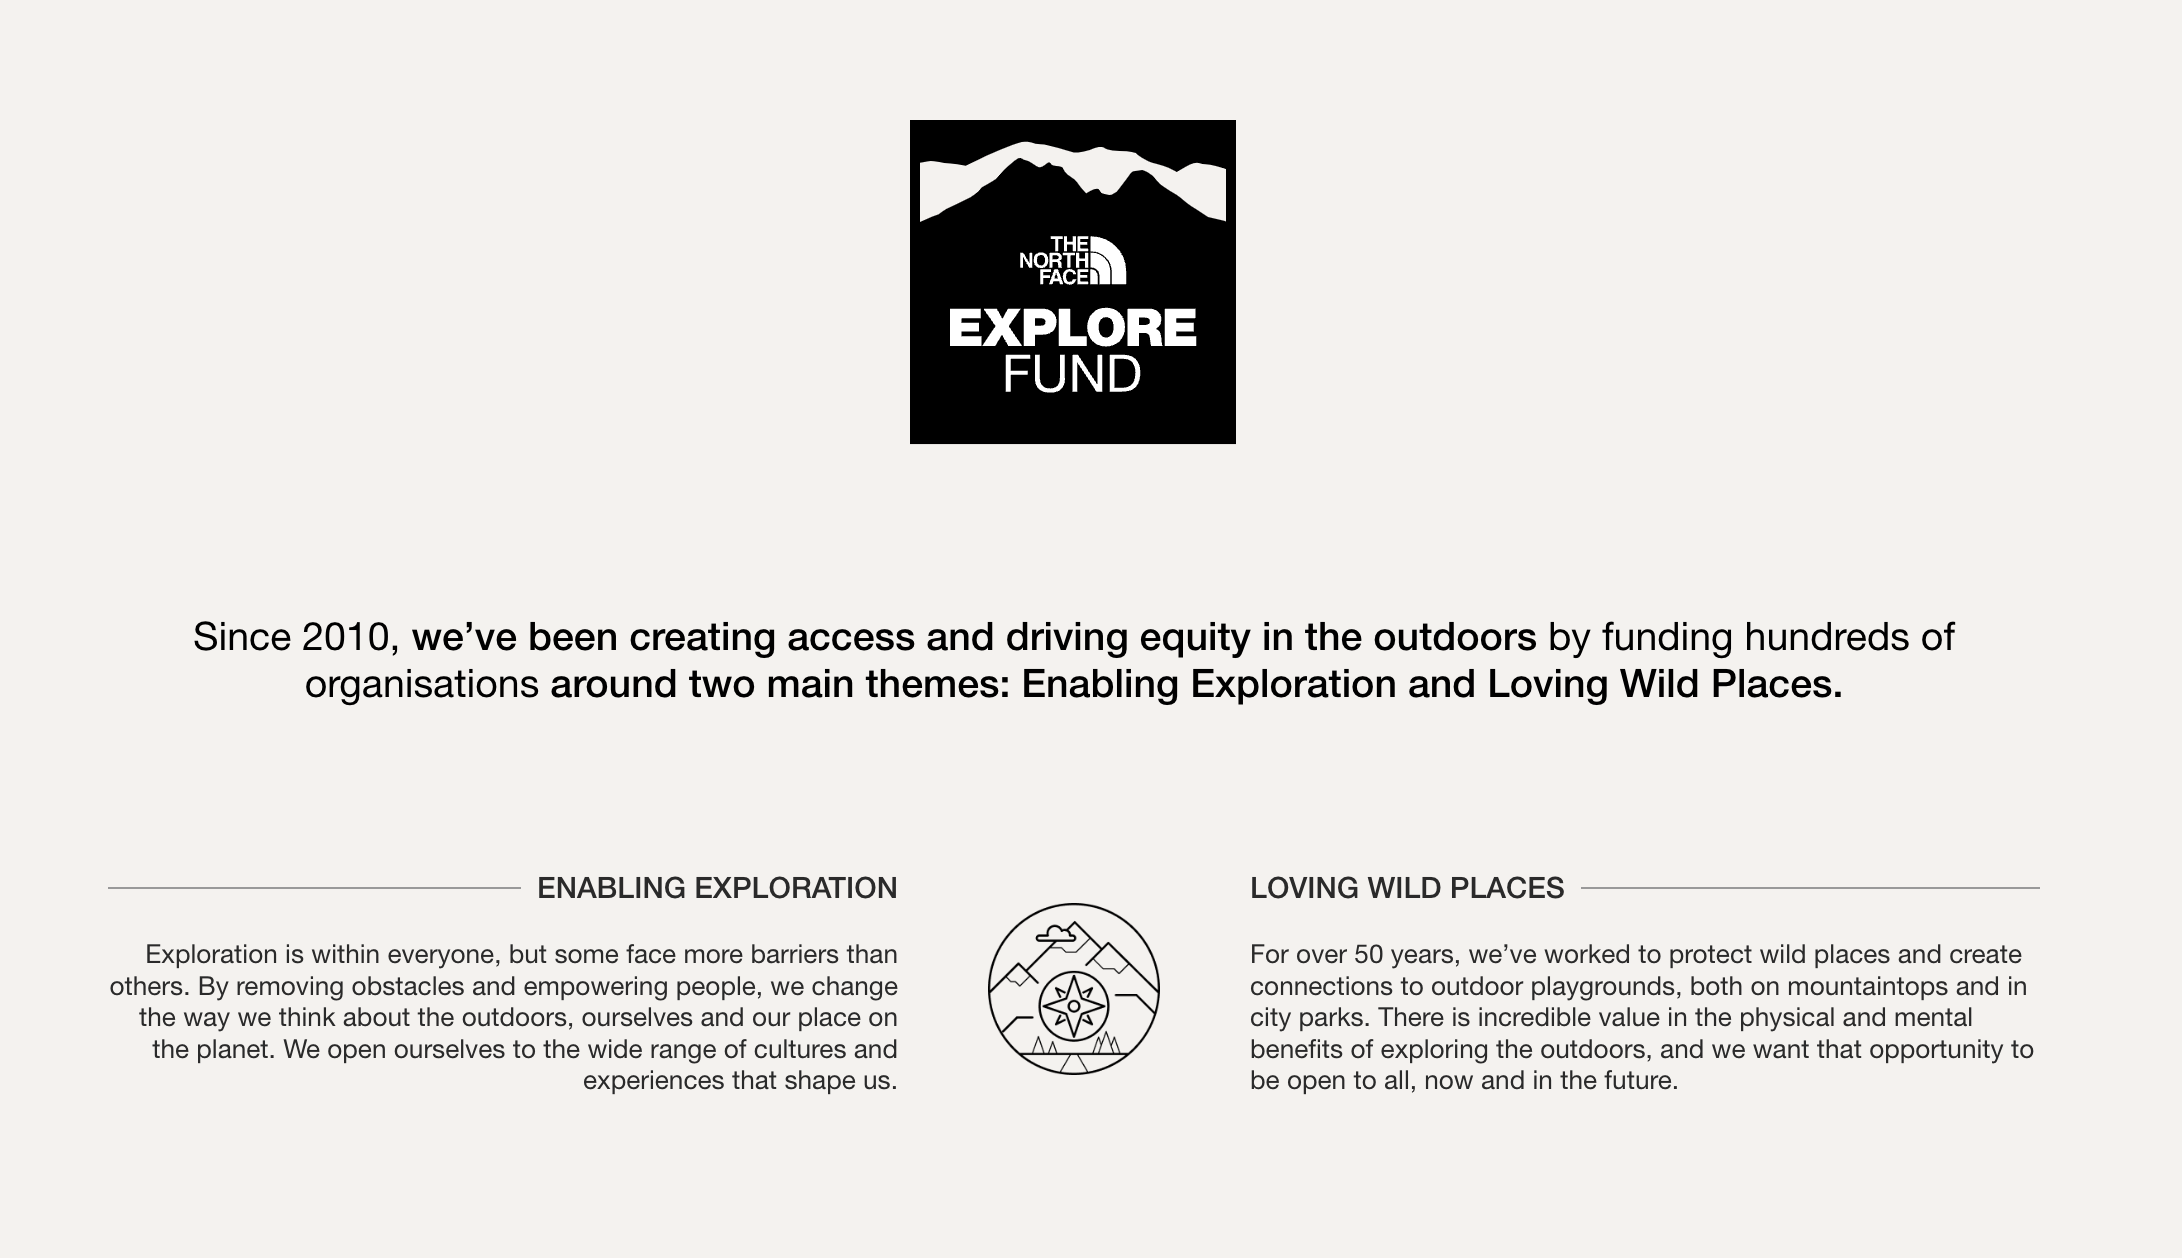 THE
NORTH
FACE
EXPLORE
FUND
Since 2010, we’ve been creating access and driving equity in the outdoors by funding hundreds of
organisations around two main themes: Enabling Exploration and Loving Wild Places.
ENABLING EXPLORATION
Exploration is within everyone, but some face more barriers than
others. By removing obstacles and empowering people, we change
the way we think about the outdoors, ourselves and our place on
the planet. We open ourselves to the wide range of cultures and
experiences that shape us.
LOVING WILD PLACES
For over 50 years, we’ve worked to protect wild places and create
connections to outdoor playgrounds, both on mountaintops and in
city parks. There is incredible value in the physical and mental
benefits of exploring the outdoors, and we want that opportunity to
be open to all, now and in the future.